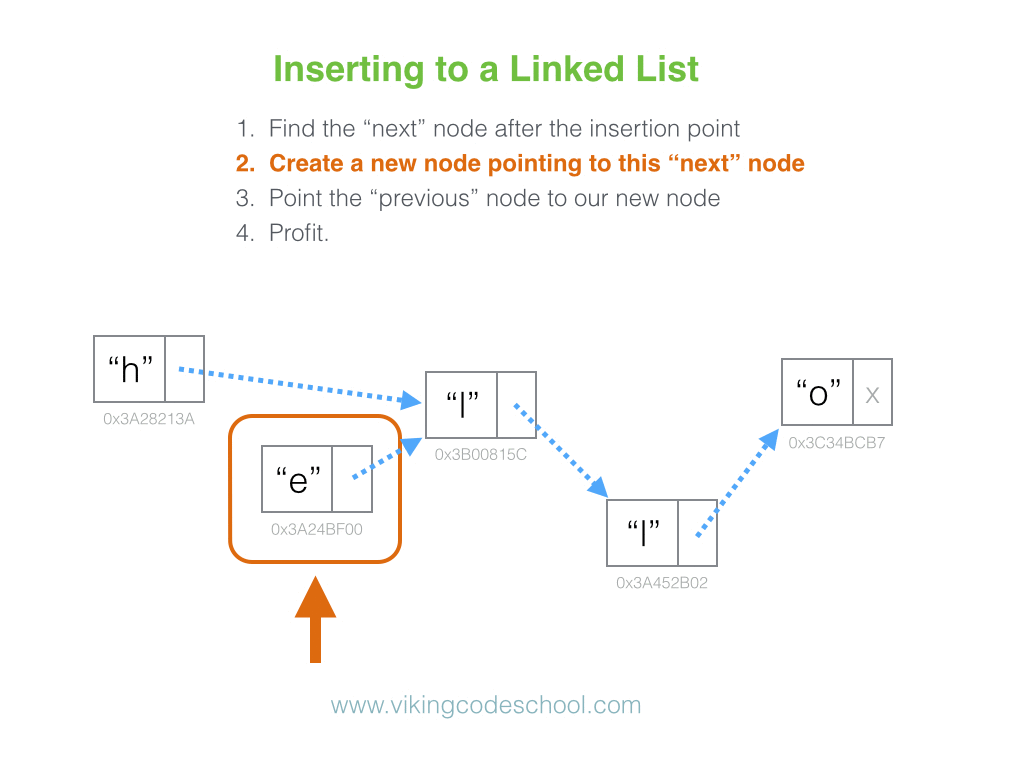 Inserting to a Linked List
1. Find the “next” node after the insertion point
2. Create a new node pointing to this “next” node
3. Point the “previous” node to our new node
4. Profit.
“h”
0x3A28213A
“e”
0x3A24BF00
“l”
0x3B00815C
“l”
0x3A452B02
“o” X
0x3C34BCB7
www.vikingcodeschool.com